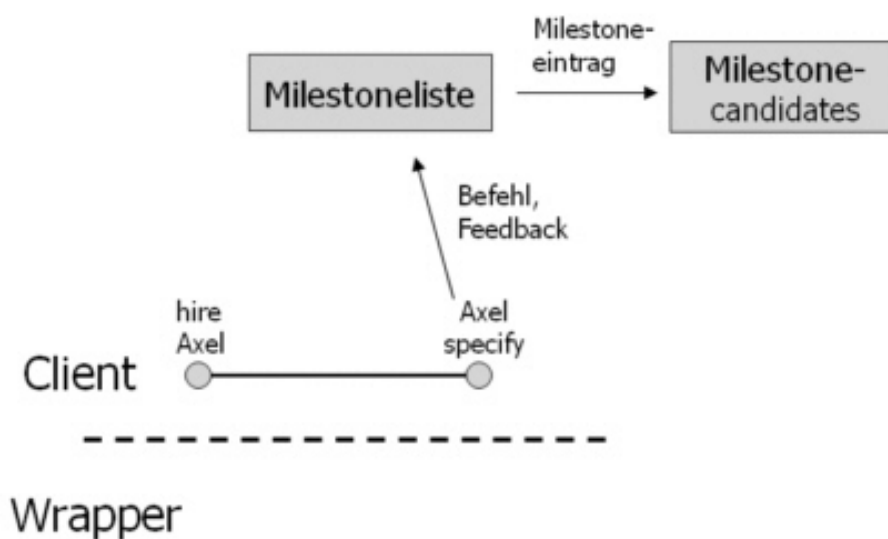 Milestone-
eintrag
Milestoneliste
Milestone-
candidates
Befehl,
Feedback
hire
Axel
Axel
specify
Client
Wrapper